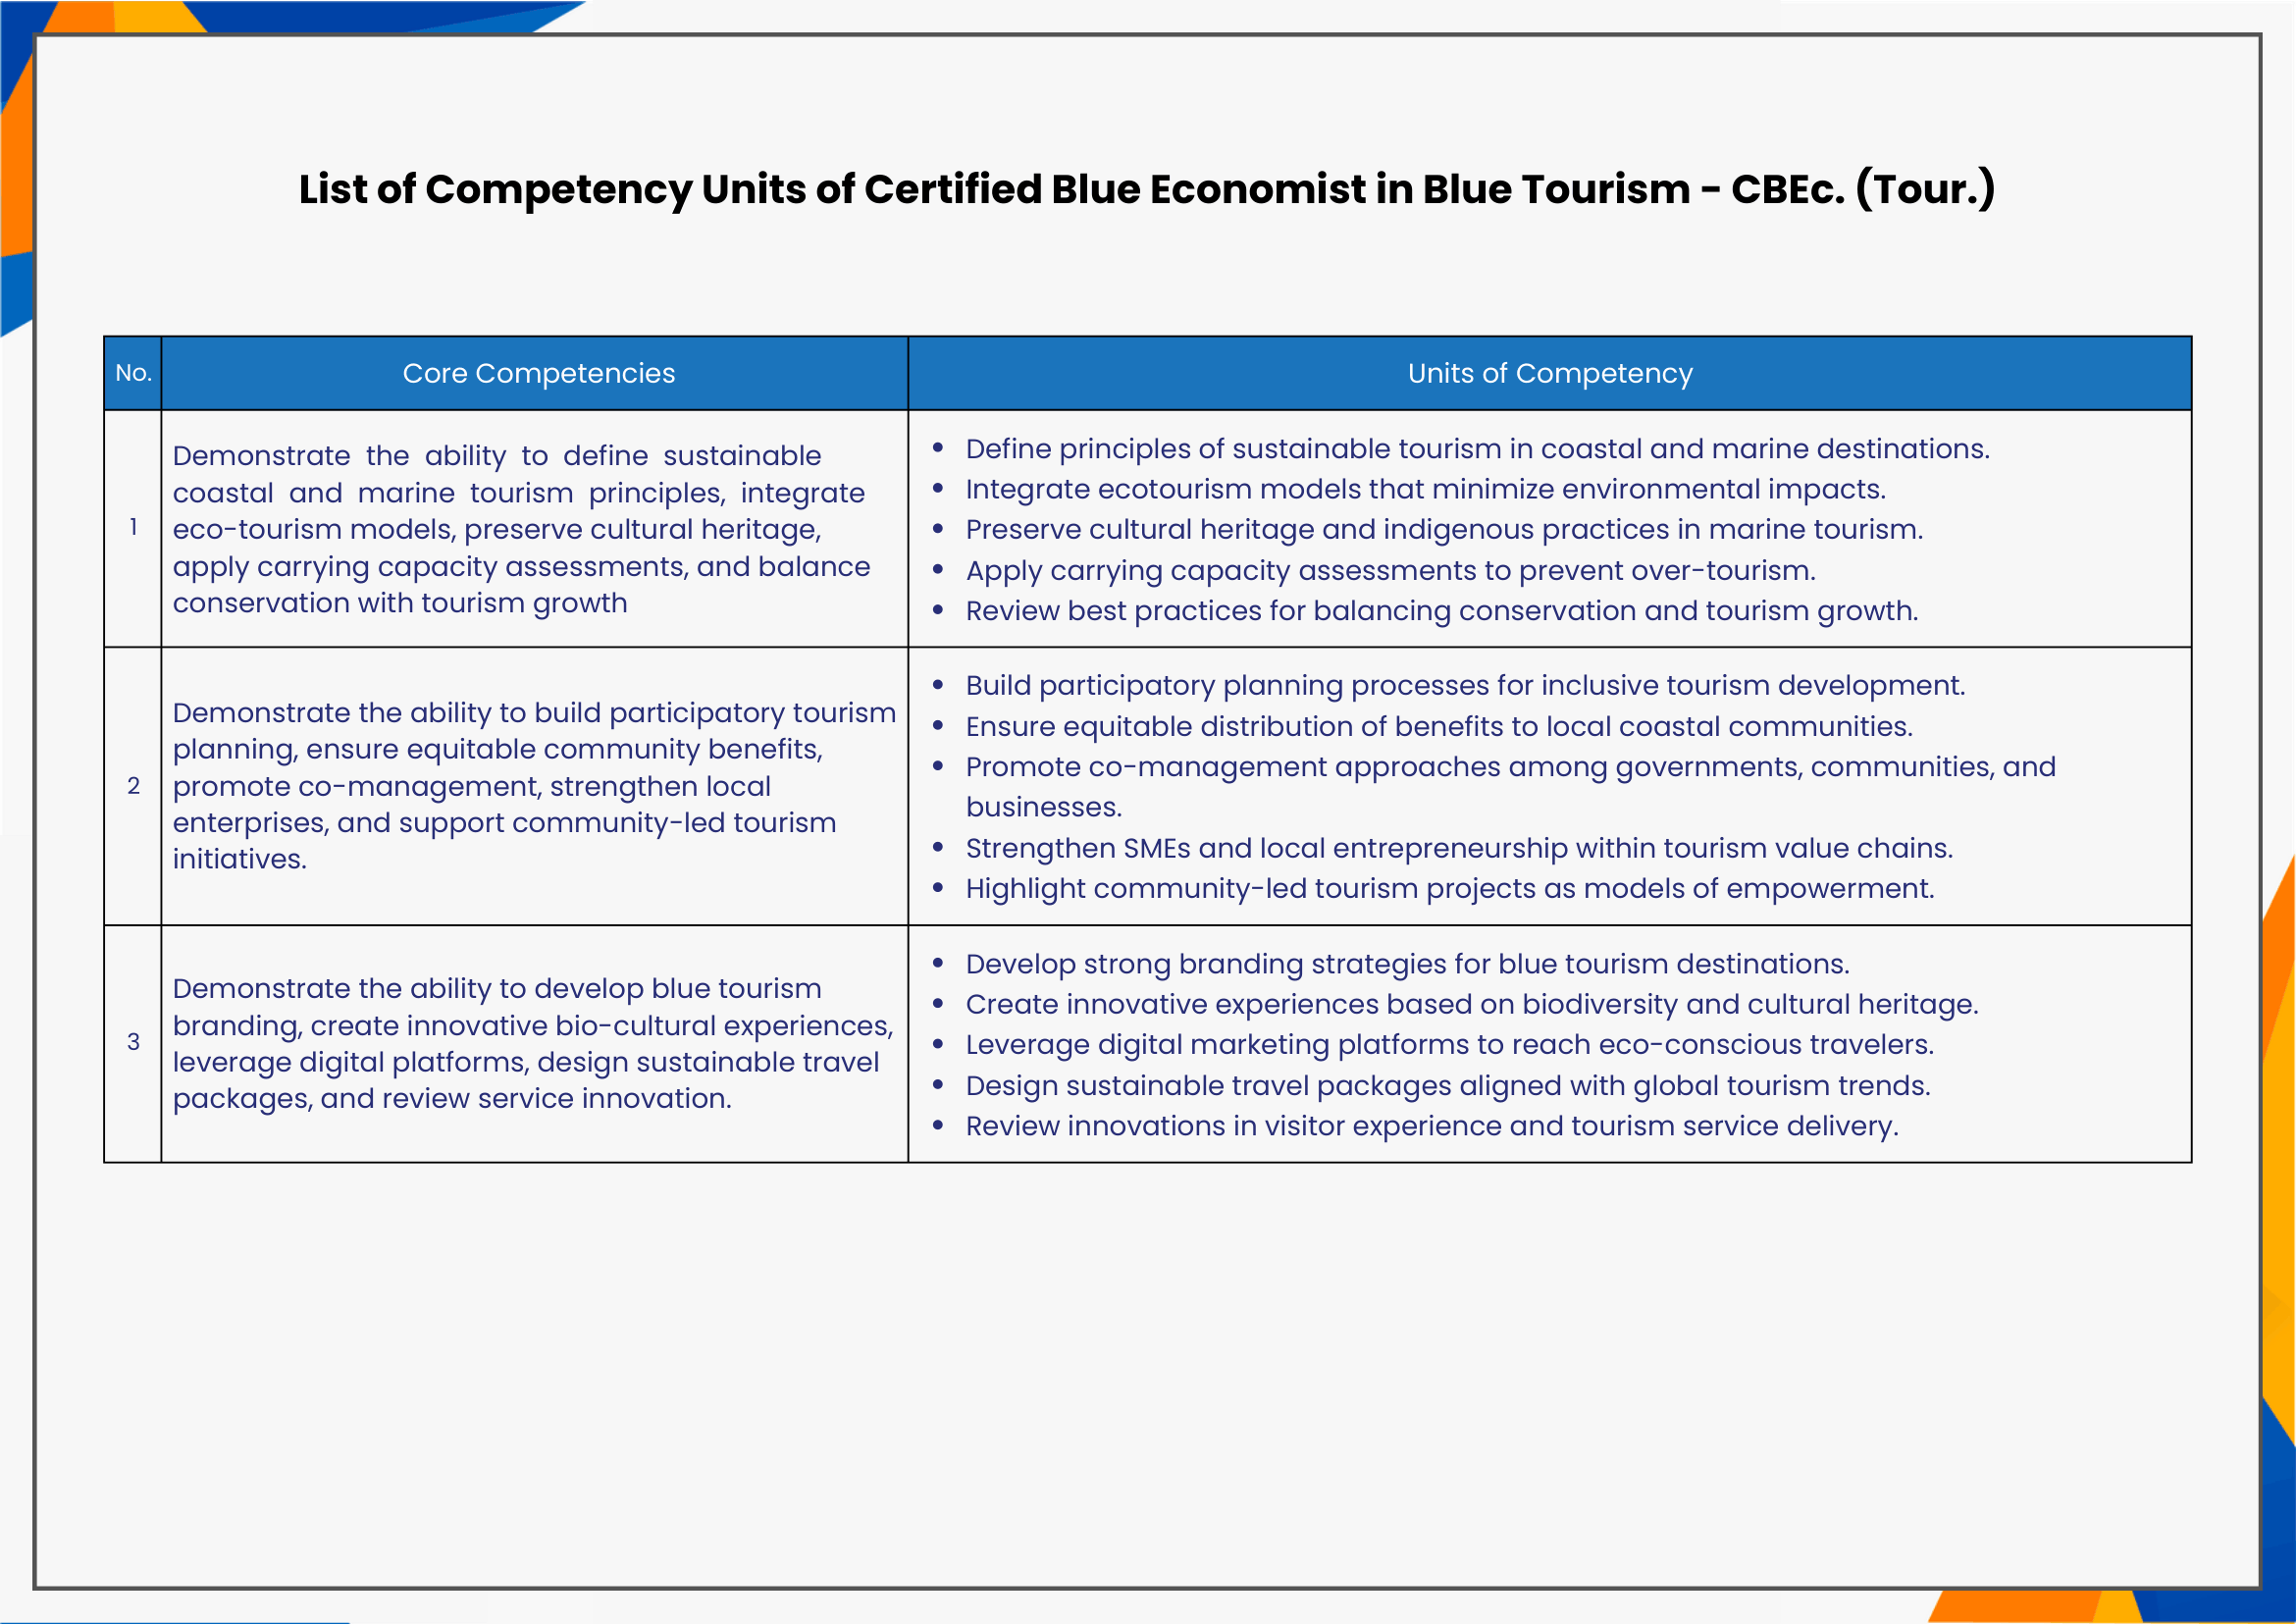 List of Competency Units of Certified Blue Economist in Blue Tourism - CBEc. (Tour.)
No.
Core Competencies
Units of Competency
1
Demonstrate the ability to define sustainable
coastal and marine tourism principles, integrate
eco-tourism models, preserve cultural heritage,
apply carrying capacity assessments, and balance
conservation with tourism growth
• Define principles of sustainable tourism in coastal and marine destinations.
• Integrate ecotourism models that minimize environmental impacts.
• Preserve cultural heritage and indigenous practices in marine tourism.
• Apply carrying capacity assessments to prevent over-tourism.
• Review best practices for balancing conservation and tourism growth.
2
Demonstrate the ability to build participatory tourism
planning, ensure equitable community benefits,
promote co-management, strengthen local
enterprises, and support community-led tourism
initiatives.
• Build participatory planning processes for inclusive tourism development.
• Ensure equitable distribution of benefits to local coastal communities.
• Promote co-management approaches among governments, communities, and
businesses.
• Strengthen SMEs and local entrepreneurship within tourism value chains.
• Highlight community-led tourism projects as models of empowerment.
3
Demonstrate the ability to develop blue tourism
branding, create innovative bio-cultural experiences,
leverage digital platforms, design sustainable travel
packages, and review service innovation.
• Develop strong branding strategies for blue tourism destinations.
• Create innovative experiences based on biodiversity and cultural heritage.
• Leverage digital marketing platforms to reach eco-conscious travelers.
• Design sustainable travel packages aligned with global tourism trends.
• Review innovations in visitor experience and tourism service delivery.